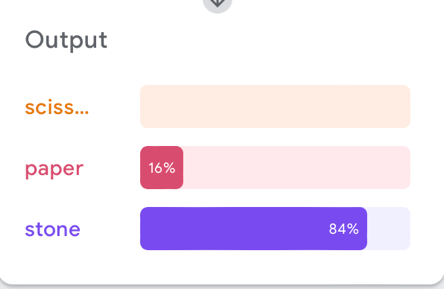 Output
sciss...
paper
16%
stone
84%